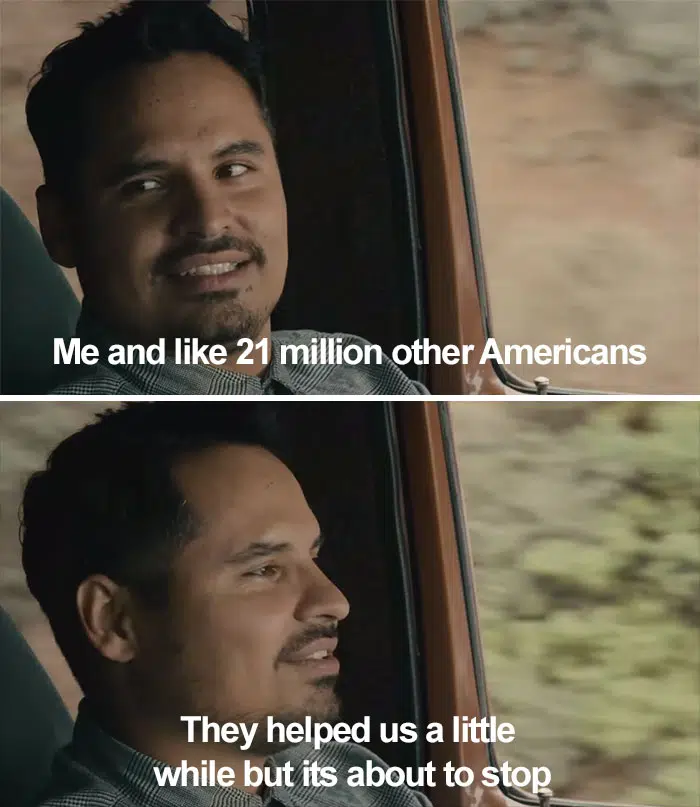 Me and like 21 million other Americans
They helped us a little
while but its about to stop